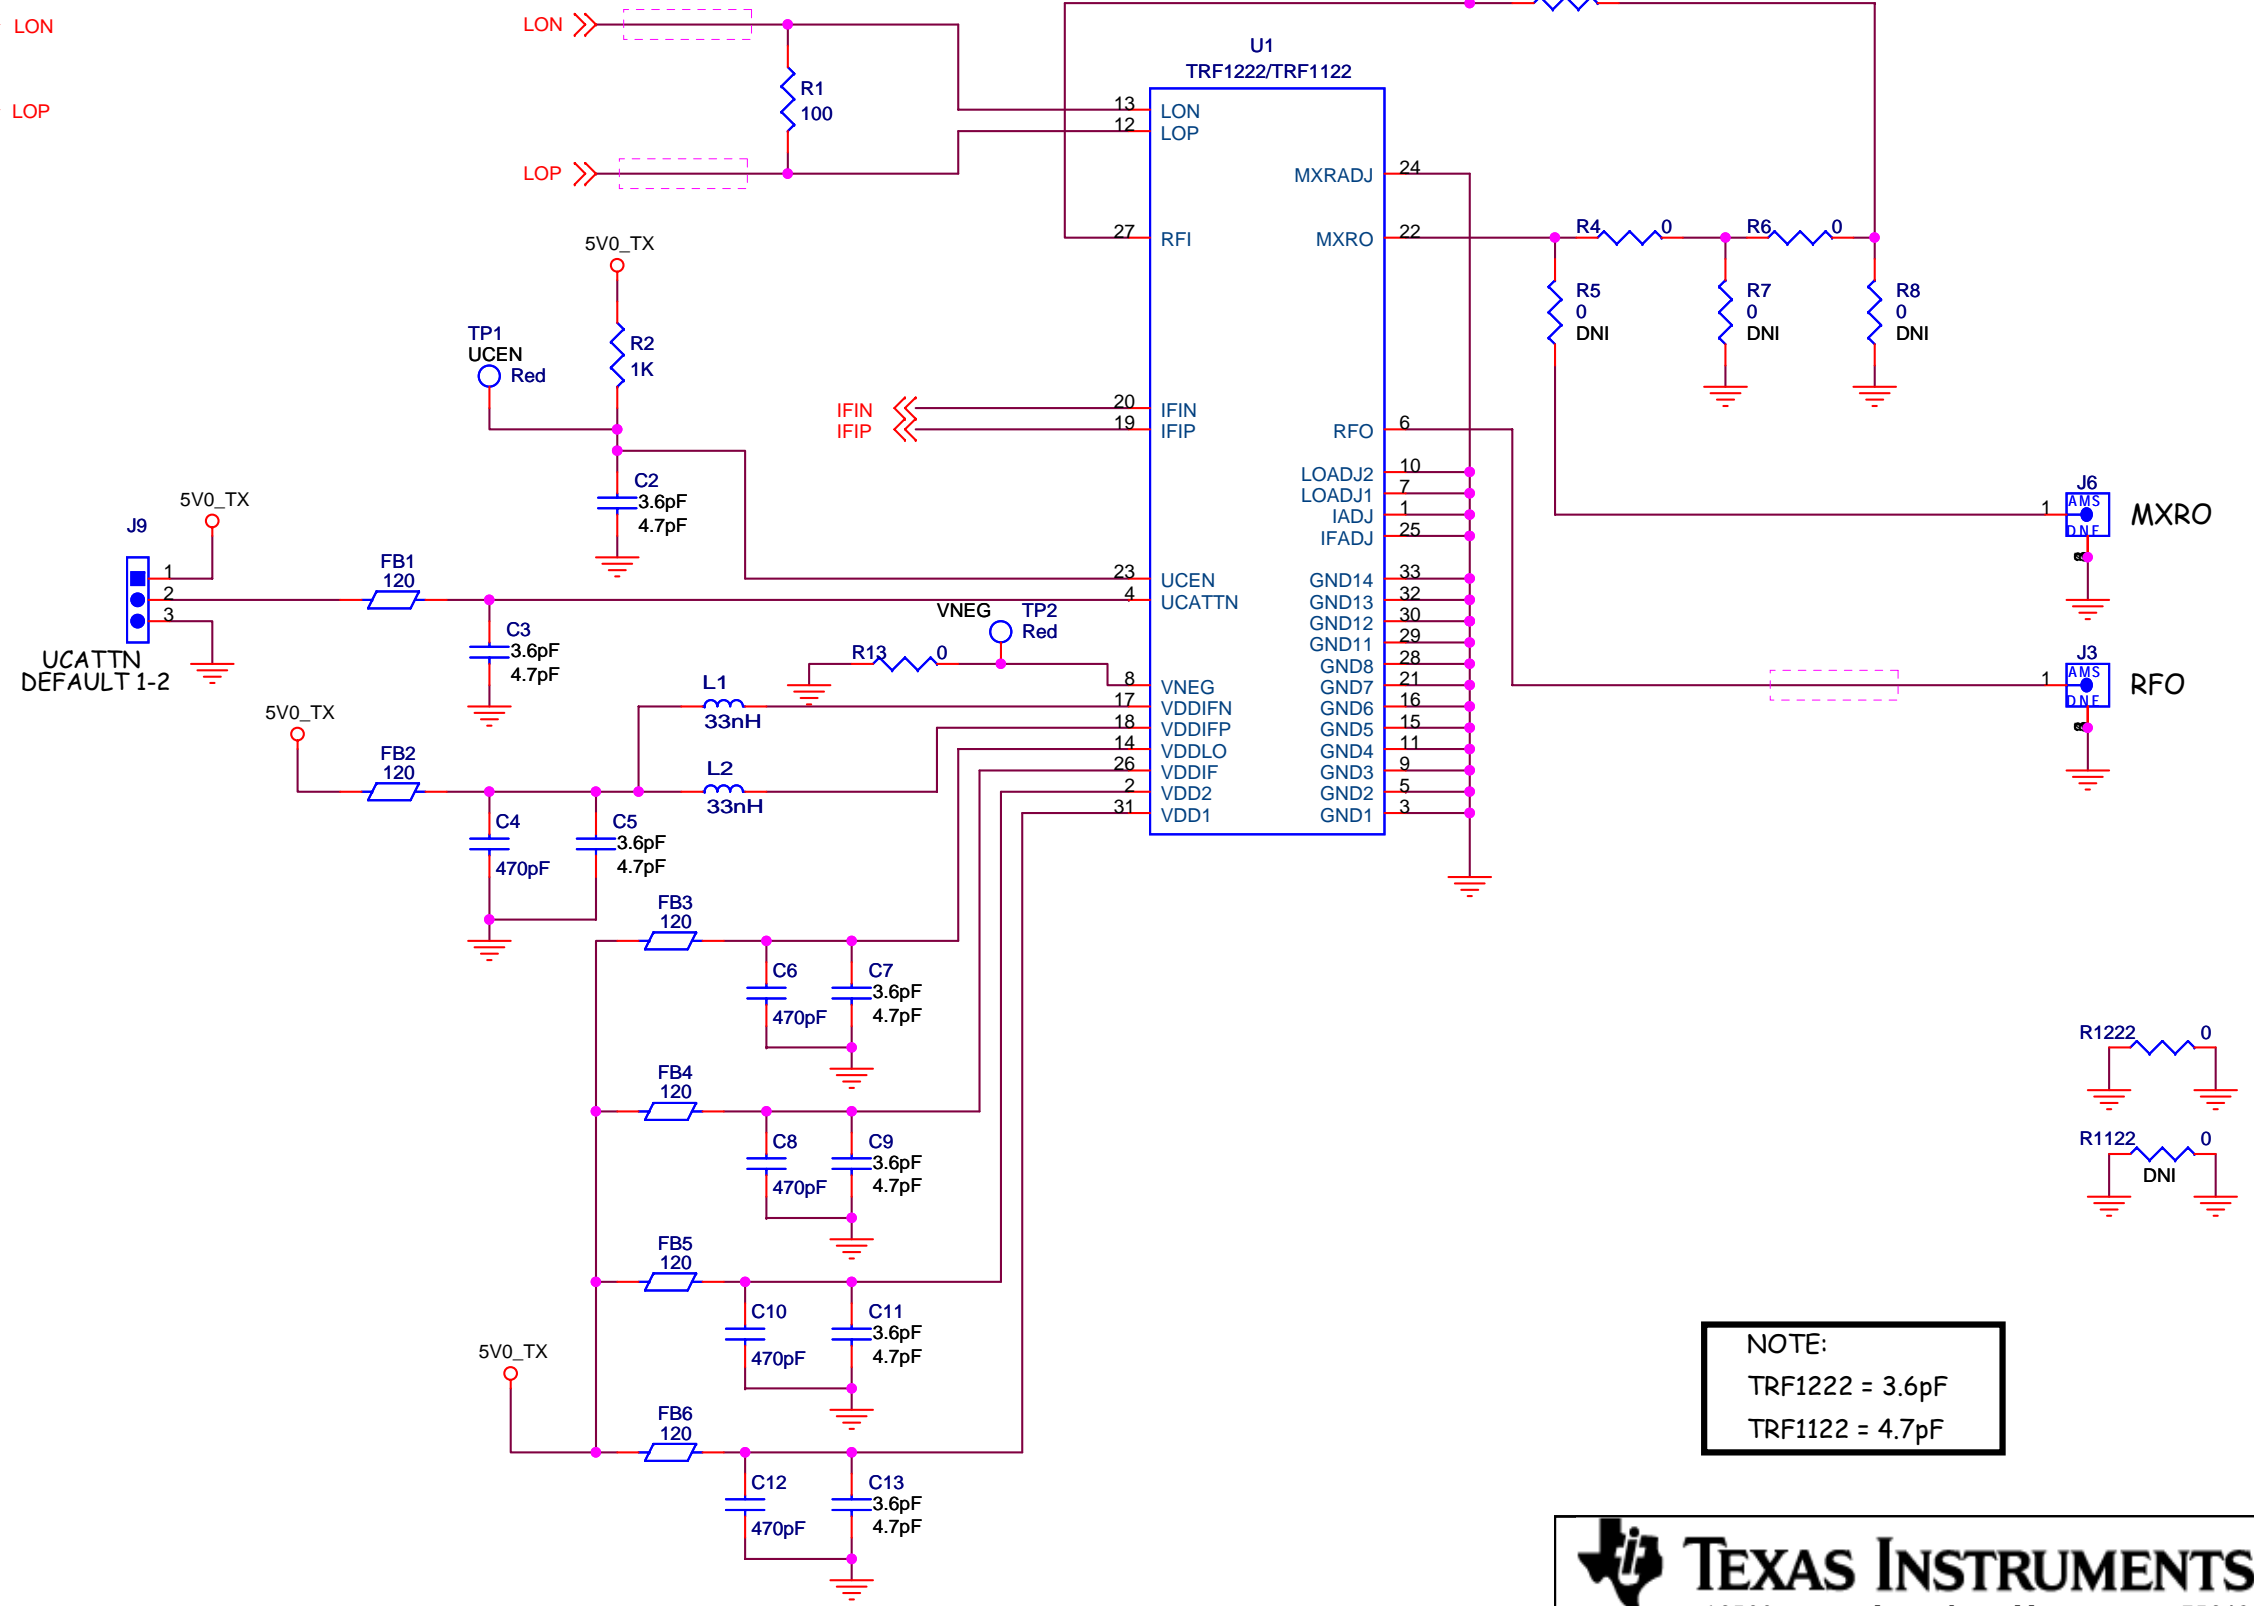 LON
LOP
LON
LOP
R1
100
U1
TRF1222/TRF1122
13 LON
12 LOP
27 RFI
20 IFIN
19 IFIP
23 UCEN
4 UCATTN
8 VNEG
17 VDDIFN
18 VDDIFP
14 VDDLO
26 VDDIF
2 VDD2
31 VDD1
MXRADJ 24
MXRO 22
RFO 6
LOADJ2 10
LOADJ1 7
IADJ 1
IFADJ 25
GND14 33
GND13 32
GND12 30
GND11 29
GND8 28
GND7 21
GND6 16
GND5 15
GND4 11
GND3 9
GND2 5
GND1 3
R4 0
R6 0
R5
0
DNI
R7
0
DNI
R8
0
DNI
5V0_TX
TP1
UCEN
Red
R2
1K
IFIN
IFIP
C2
3.6pF
4.7pF
J9
5V0_TX
1
2
3
UCATTN
DEFAULT 1-2
FB1
120
C3
3.6pF
4.7pF
VNEG
TP2
Red
R13 0
5V0_TX
FB2
120
L1
33nH
L2
33nH
C4
470pF
C5
3.6pF
4.7pF
FB3
120
C6
470pF
C7
3.6pF
4.7pF
FB4
120
C8
470pF
C9
3.6pF
4.7pF
FB5
120
C10
470pF
C11
3.6pF
4.7pF
5V0_TX
FB6
120
C12
470pF
C13
3.6pF
4.7pF
J6
AMS
1
MXRO
J3
AMS
1
RFO
R1222 0
R1122 0
DNI
NOTE:
TRF1222 = 3.6pF
TRF1122 = 4.7pF
TEXAS INSTRUMENTS